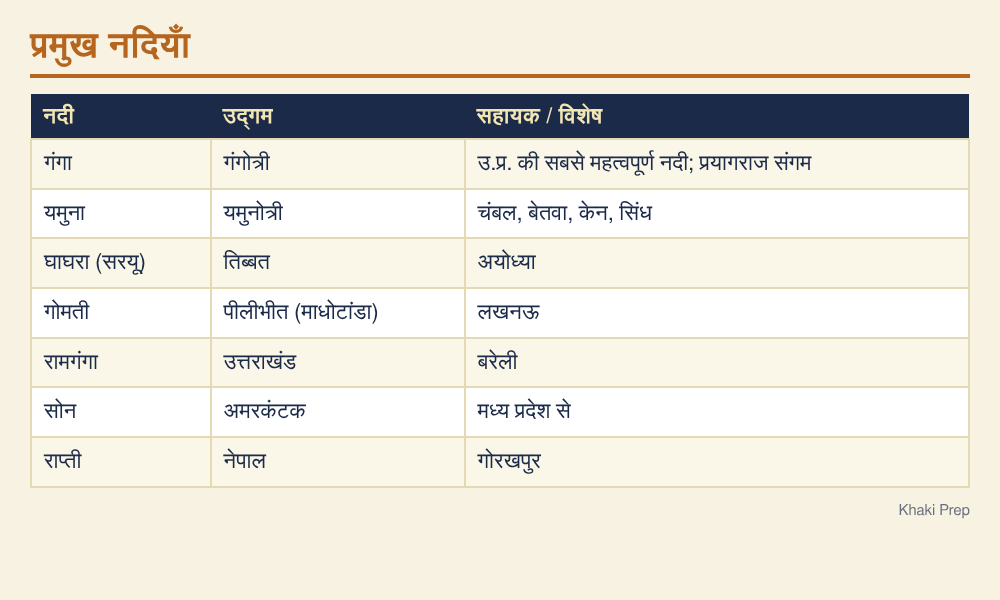 प्रमुख नदियाँ
नदी उद्गम सहायक / विशेष
गंगा गंगोत्री उ.प्र. की सबसे महत्वपूर्ण नदी; प्रयागराज संगम
यमुना यमुनोत्री चंबल, बेतवा, केन, सिंध
घाघरा (सरयू) तिब्बत अयोध्या
गोमती पीलीभीत (माधोटांडा) लखनऊ
रामगंगा उत्तराखंड बरेली
सोन अमरकंटक मध्य प्रदेश से
राप्ती नेपाल गोरखपुर
Khaki Prep